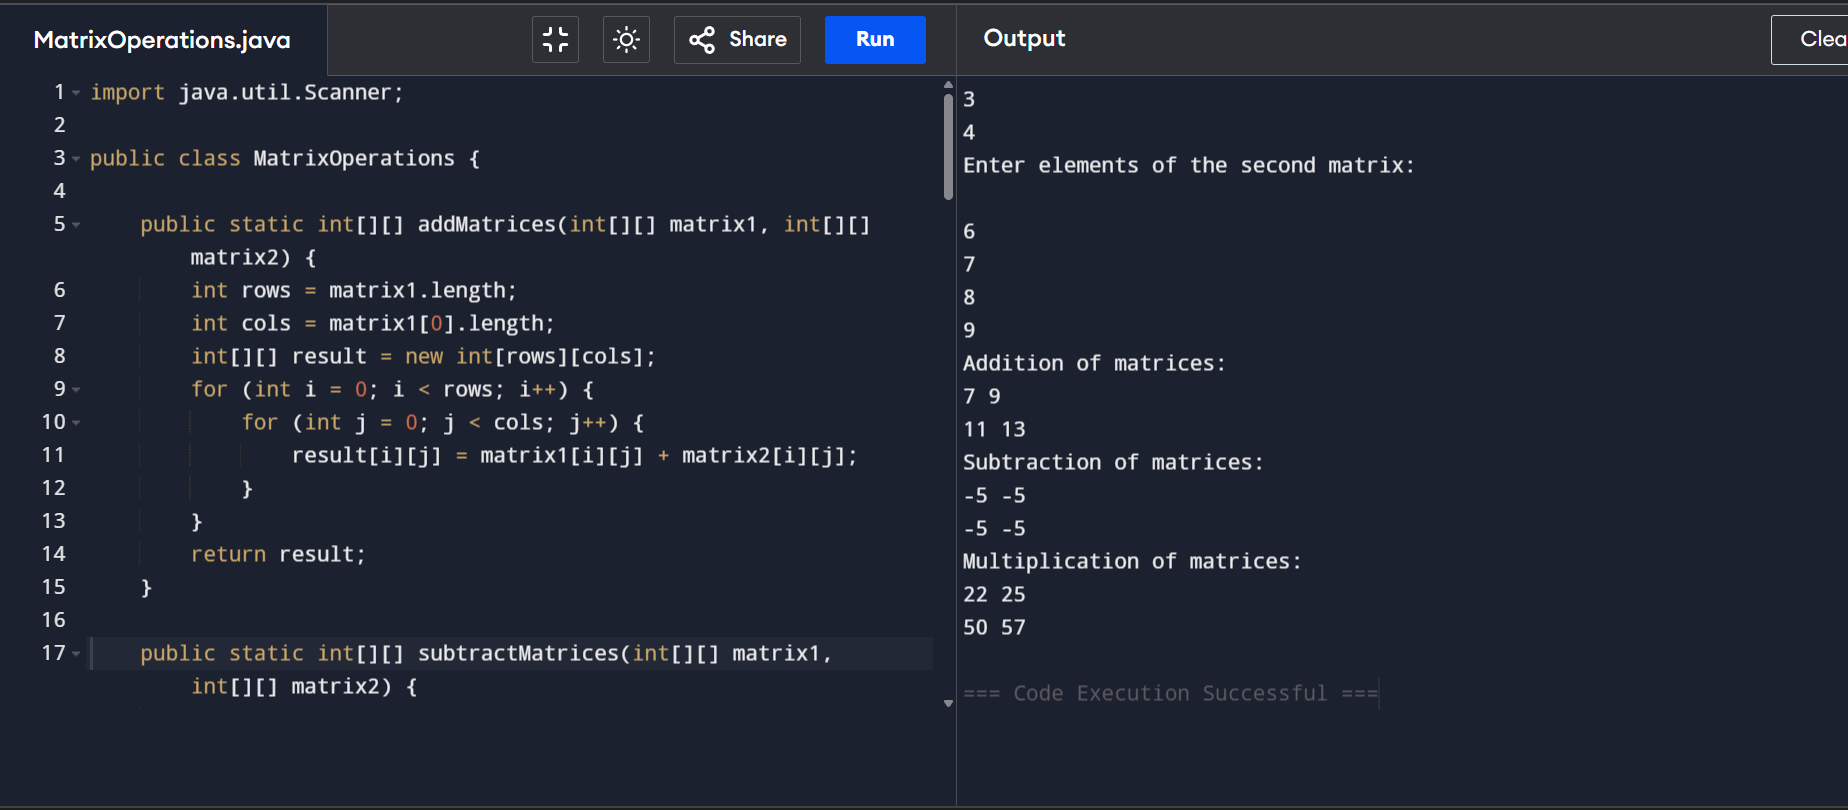 MatrixOperations.java
Share
Run
Output
1 import java.util.Scanner;
2
3 public class MatrixOperations {
4
5 public static int[][] addMatrices(int[][] matrix1, int[][]
matrix2) {
6 int rows = matrix1.length;
7 int cols = matrix1[0].length;
8 int[][] result = new int[rows][cols];
9 for (int i = 0; i < rows; i++) {
10 for (int j = 0; j < cols; j++) {
11 result[i][j] = matrix1[i][j] + matrix2[i][j];
12 }
13 }
14 return result;
15 }
16
17 public static int[][] subtractMatrices(int[][] matrix1,
int[][] matrix2) {
3
4
Enter elements of the second matrix:
6
7
8
9
Addition of matrices:
7 9
11 13
Subtraction of matrices:
-5 -5
-5 -5
Multiplication of matrices:
22 25
50 57
=== Code Execution Successful ===